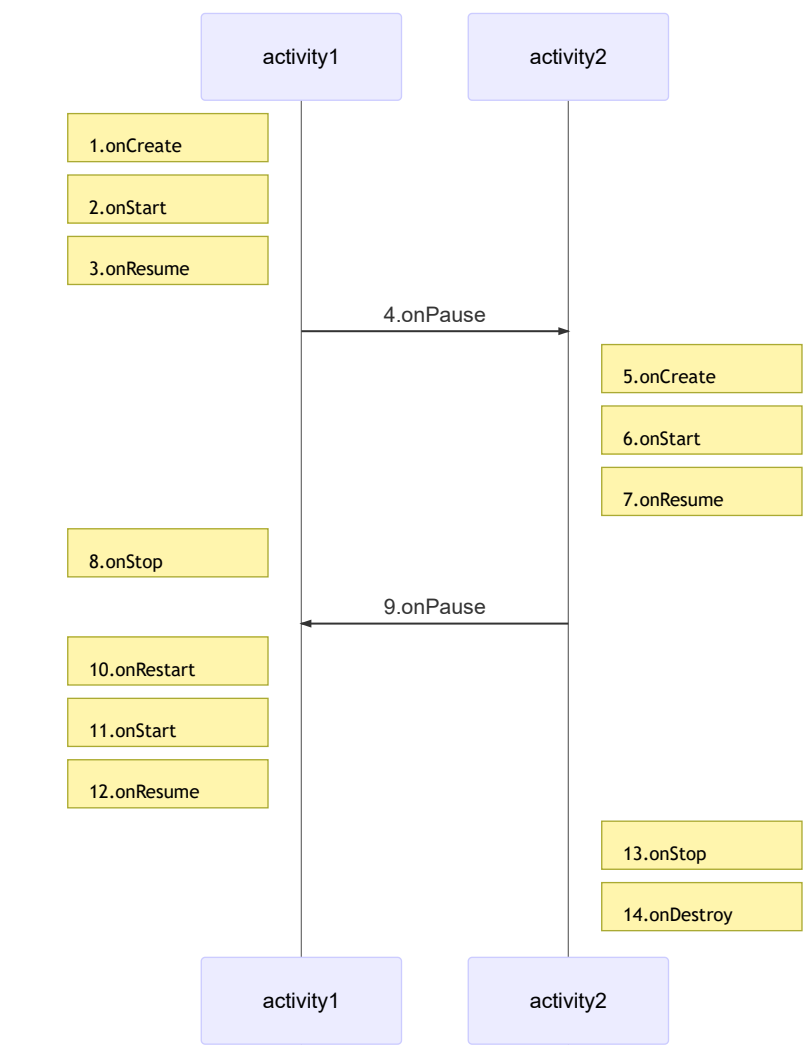 activity1
activity2
1.onCreate
2.onStart
3.onResume
4.onPause
5.onCreate
6.onStart
7.onResume
8.onStop
9.onPause
10.onRestart
11.onStart
12.onResume
13.onStop
14.onDestroy
activity1
activity2